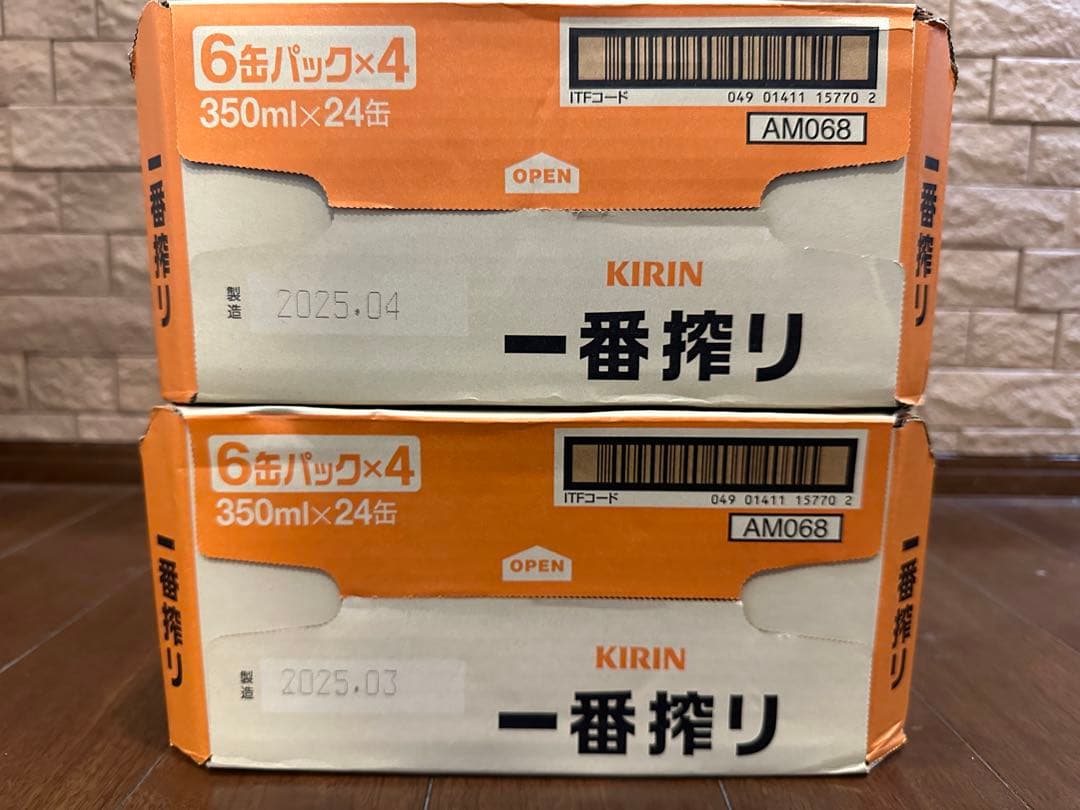 6缶パック×4
350ml×24缶
ITFコード
049 01411 15770 2
AM068
OPEN
一番搾り
一番搾り
製造
2025.04
KIRIN
一番搾り
6缶パック×4
350ml×24缶
ITFコード
049 01411 15770 2
AM068
OPEN
一番搾り
一番搾り
製造
2025.03
KIRIN
一番搾り